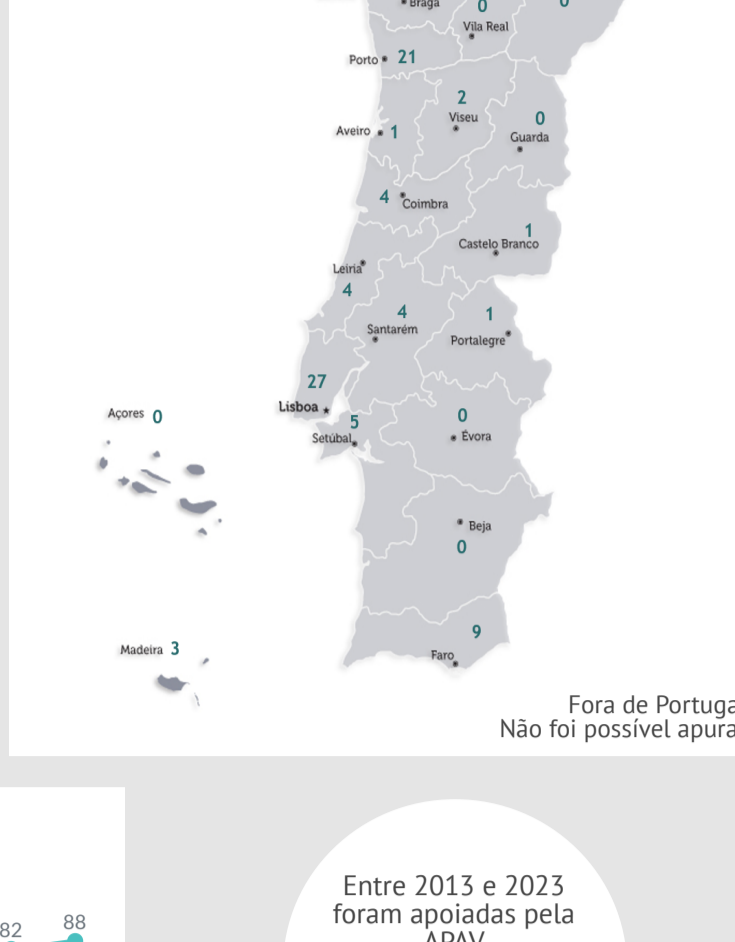 Braga
0
0
Vila Real
Porto 21
2
Viseu
0
Guarda
Aveiro 1
4
Coimbra
1
Castelo Branco
Leiria
4
4
Santarém
1
Portalegre
27
Lisboa
Açores 0
5
Setúbal
0
Évora
Beja
0
9
Faro
Madeira 3
Fora de Portuga
Não foi possível apura
82
88
Entre 2013 e 2023
foram apoiadas pela
APAV